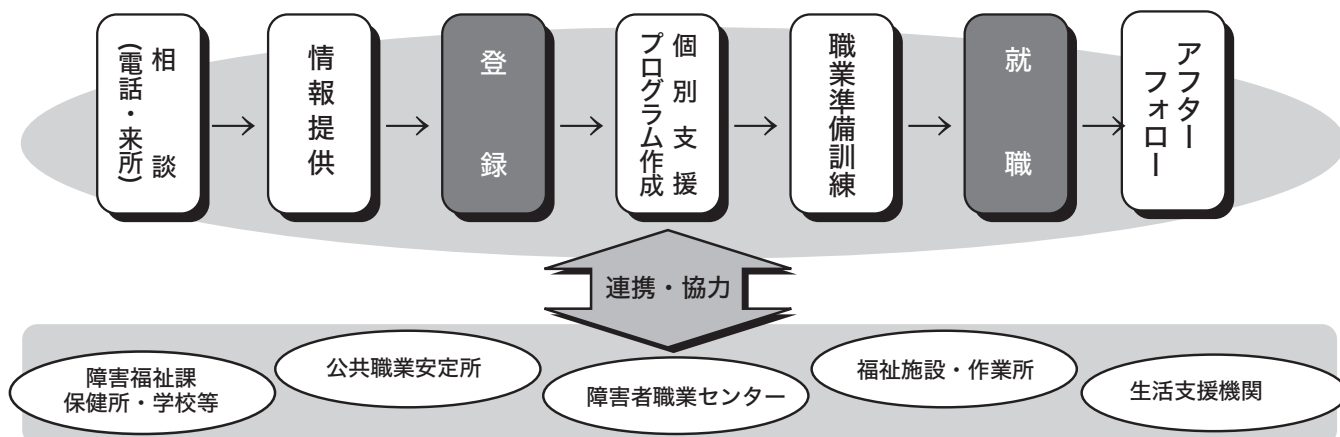 相談
（電話・来所）
情報提供
登録
個別支援
プログラム作成
職業準備訓練
就職
アフター
フォロー
連携・協力
障害福祉課
保健所・学校等
公共職業安定所
障害者職業センター
福祉施設・作業所
生活支援機関